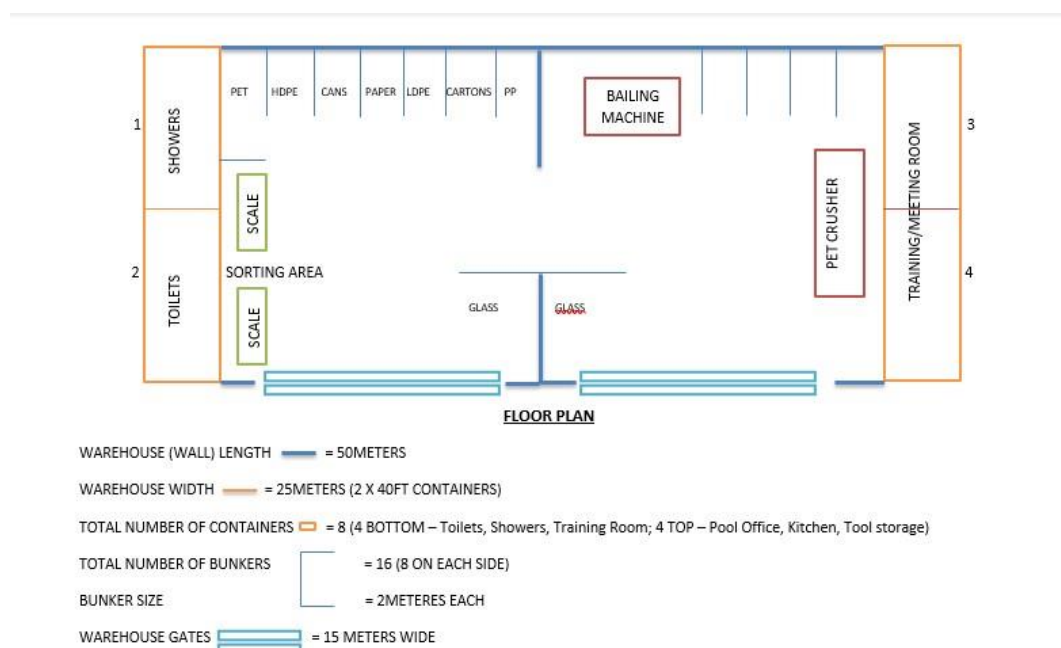 PET HDPE CANS PAPER LDPE CARTONS PP
BAILING
MACHINE
1
SHOWERS
3
SCALE
PET CRUSHER
TRAINING/MEETING ROOM
2
TOILETS
SORTING AREA
4
SCALE
GLASS
GLASS
FLOOR PLAN
WAREHOUSE (WALL) LENGTH = 50METERS
WAREHOUSE WIDTH = 25METERS (2 X 40FT CONTAINERS)
TOTAL NUMBER OF CONTAINERS = 8 (4 BOTTOM – Toilets, Showers, Training Room; 4 TOP – Pool Office, Kitchen, Tool storage)
TOTAL NUMBER OF BUNKERS = 16 (8 ON EACH SIDE)
BUNKER SIZE = 2METERES EACH
WAREHOUSE GATES = 15 METERS WIDE